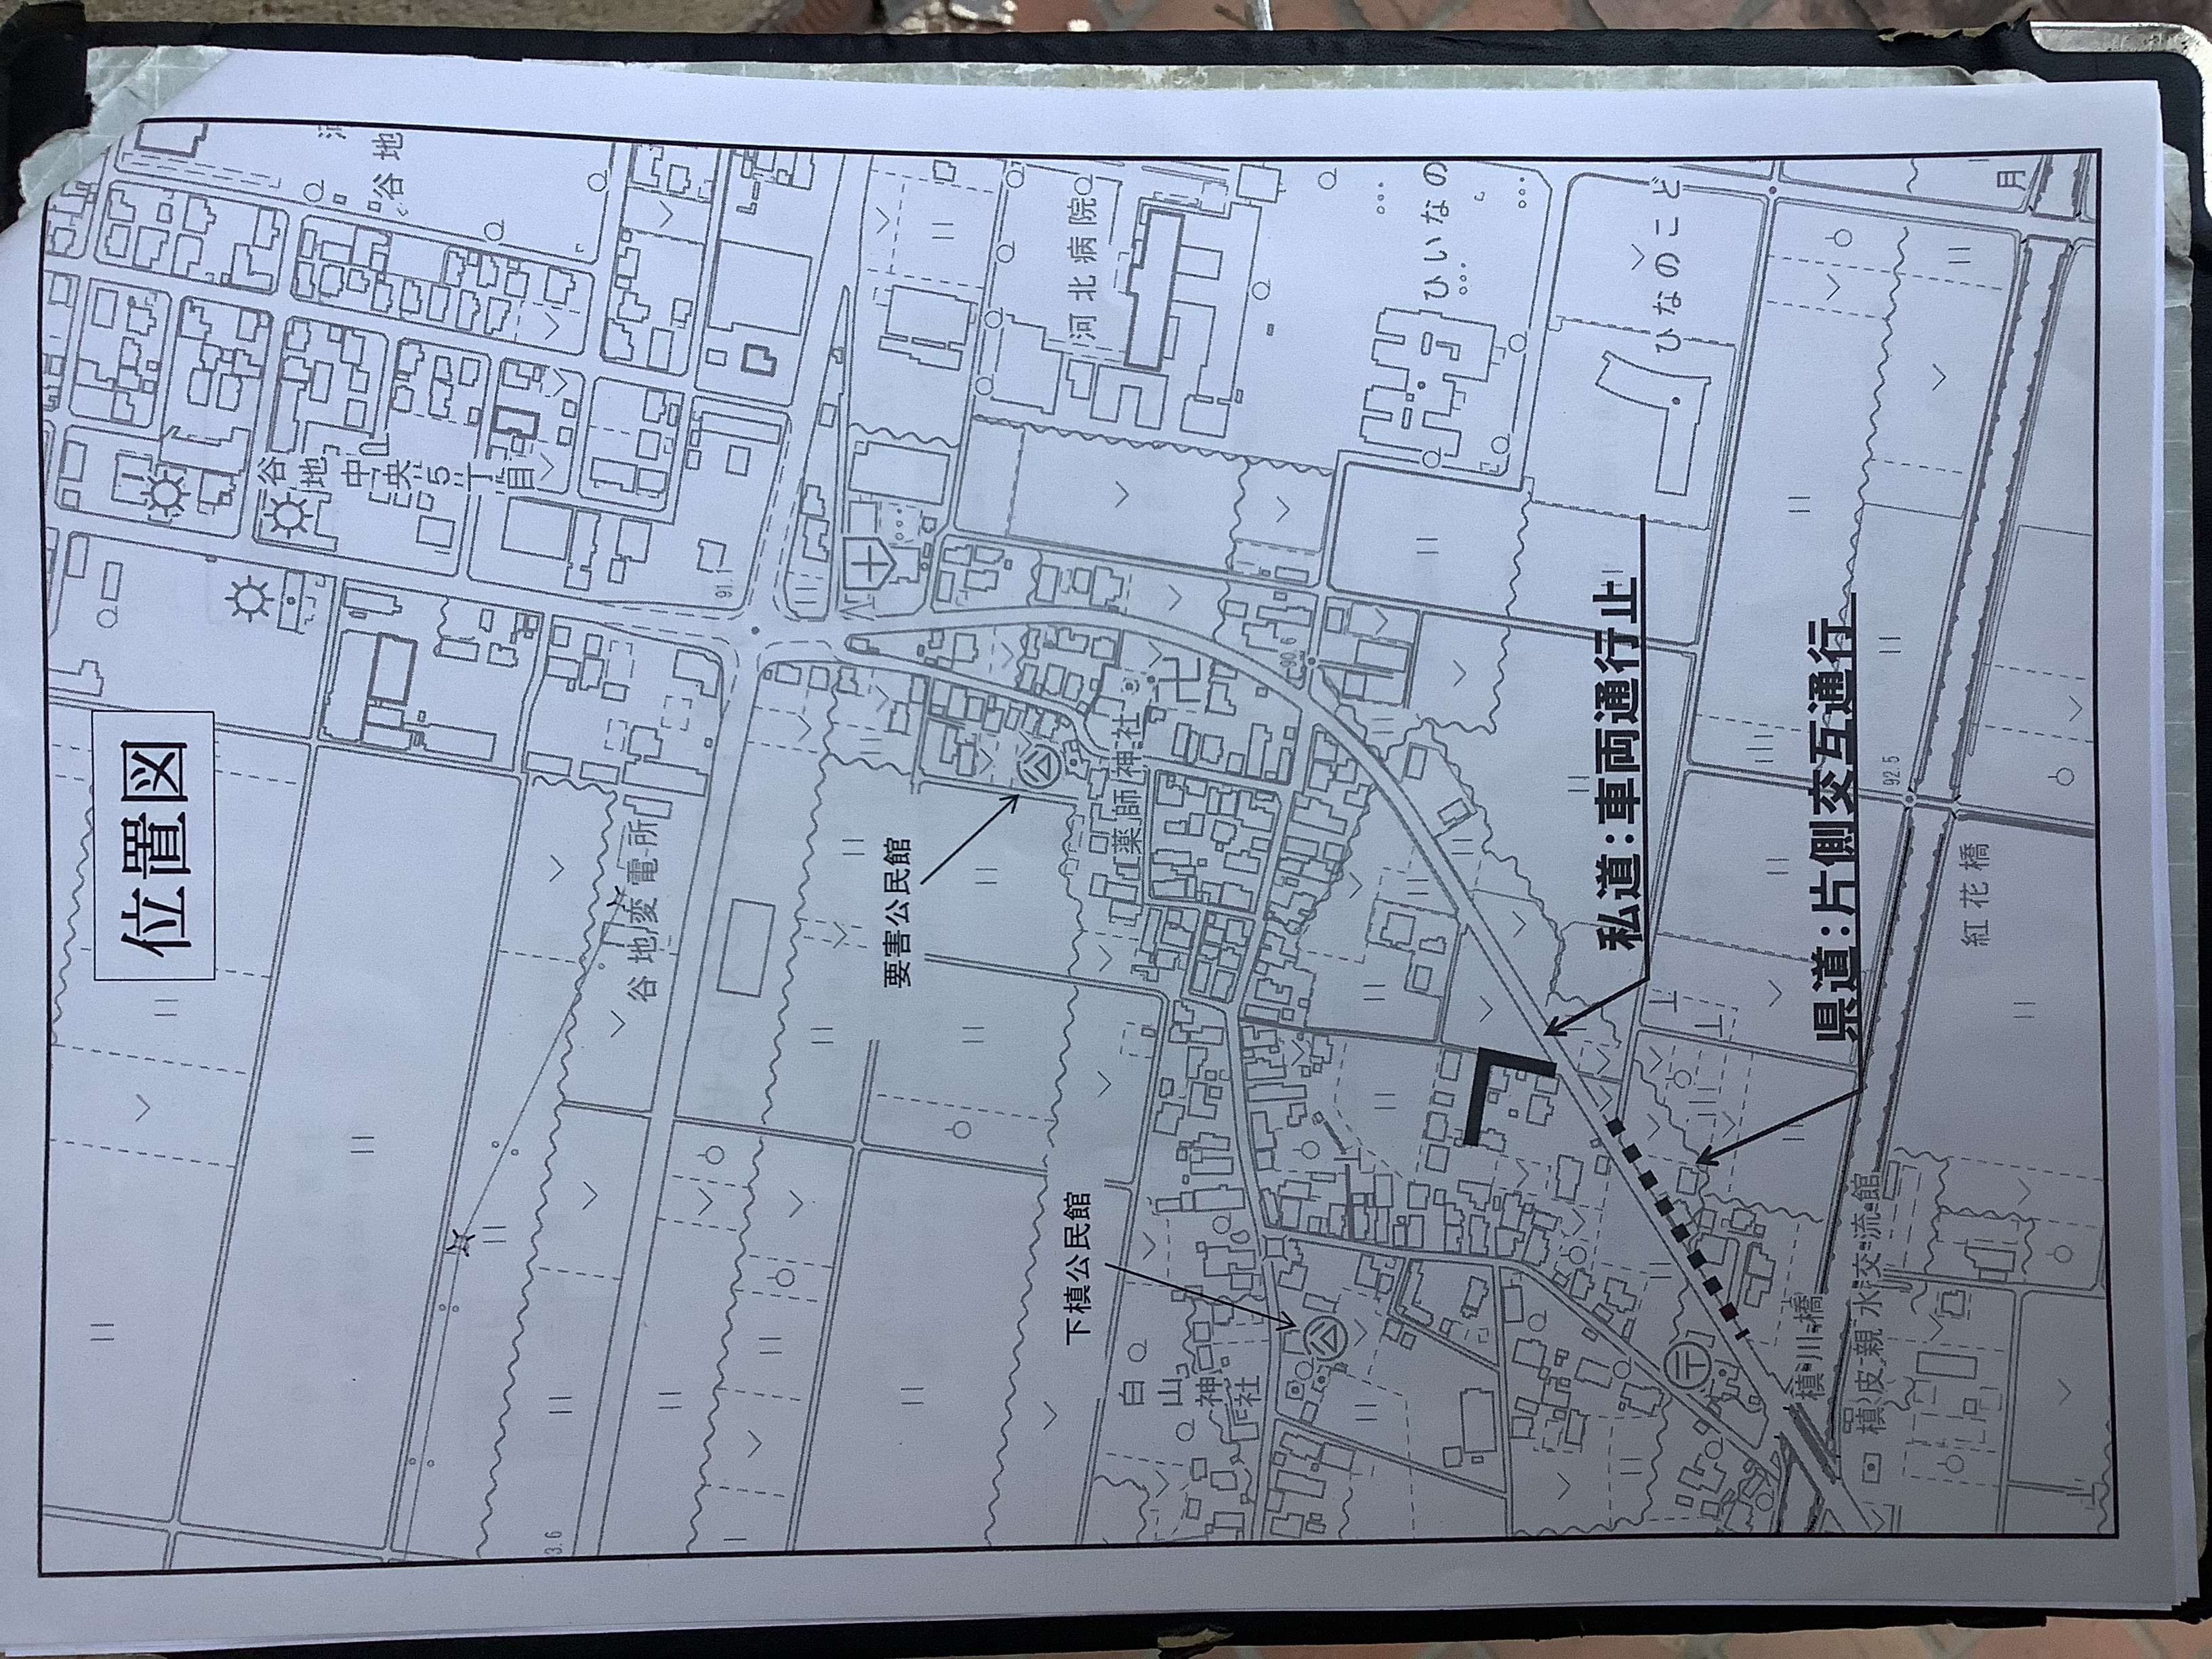 位置図
谷地中央5丁目
谷地
93.6
谷地変電所
91.1
要害公民館
下槙公民館
河北病院
薬師神社
白山神社
90.6
ひいなの
私道:車両通行止
ひなのこど
槙川橋
県道:片側交互通行
槙皮親水交流館
92.5
紅花橋
月